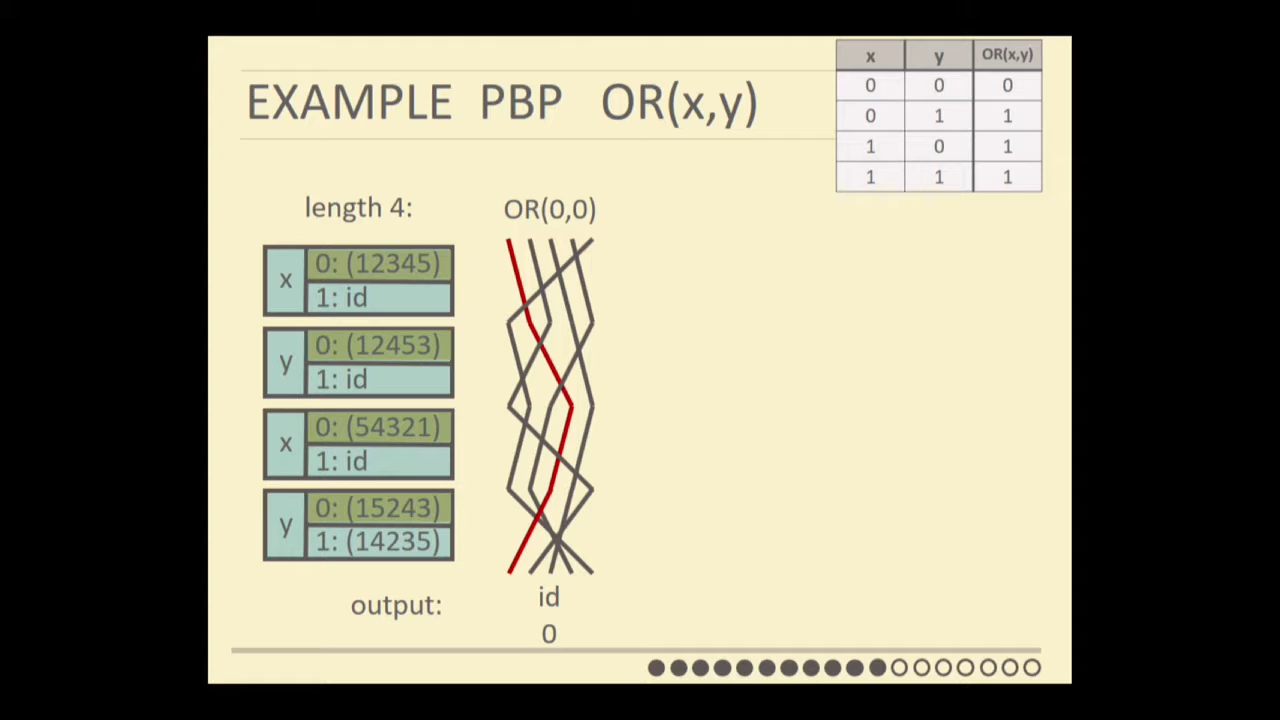 x y OR(x,y)
0 0 0
0 1 1
1 0 1
1 1 1
EXAMPLE PBP OR(x,y)
length 4:
OR(0,0)
x
0: (12345)
1: id
y
0: (12453)
1: id
x
0: (54321)
1: id
y
0: (15243)
1: (14235)
output:
id
0